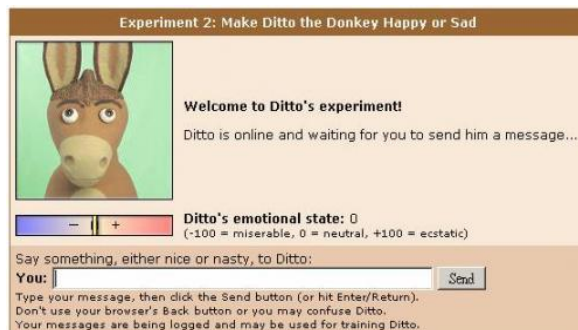 Experiment 2: Make Ditto the Donkey Happy or Sad
Welcome to Ditto's experiment!
Ditto is online and waiting for you to send him a message...
− +
Ditto's emotional state: 0
(-100 = miserable, 0 = neutral, +100 = ecstatic)
Say something, either nice or nasty, to Ditto:
You: Send
Type your message, then click the Send button (or hit Enter/Return).
Don't use your browser's Back button or you may confuse Ditto.
Your messages are being logged and may be used for training Ditto.